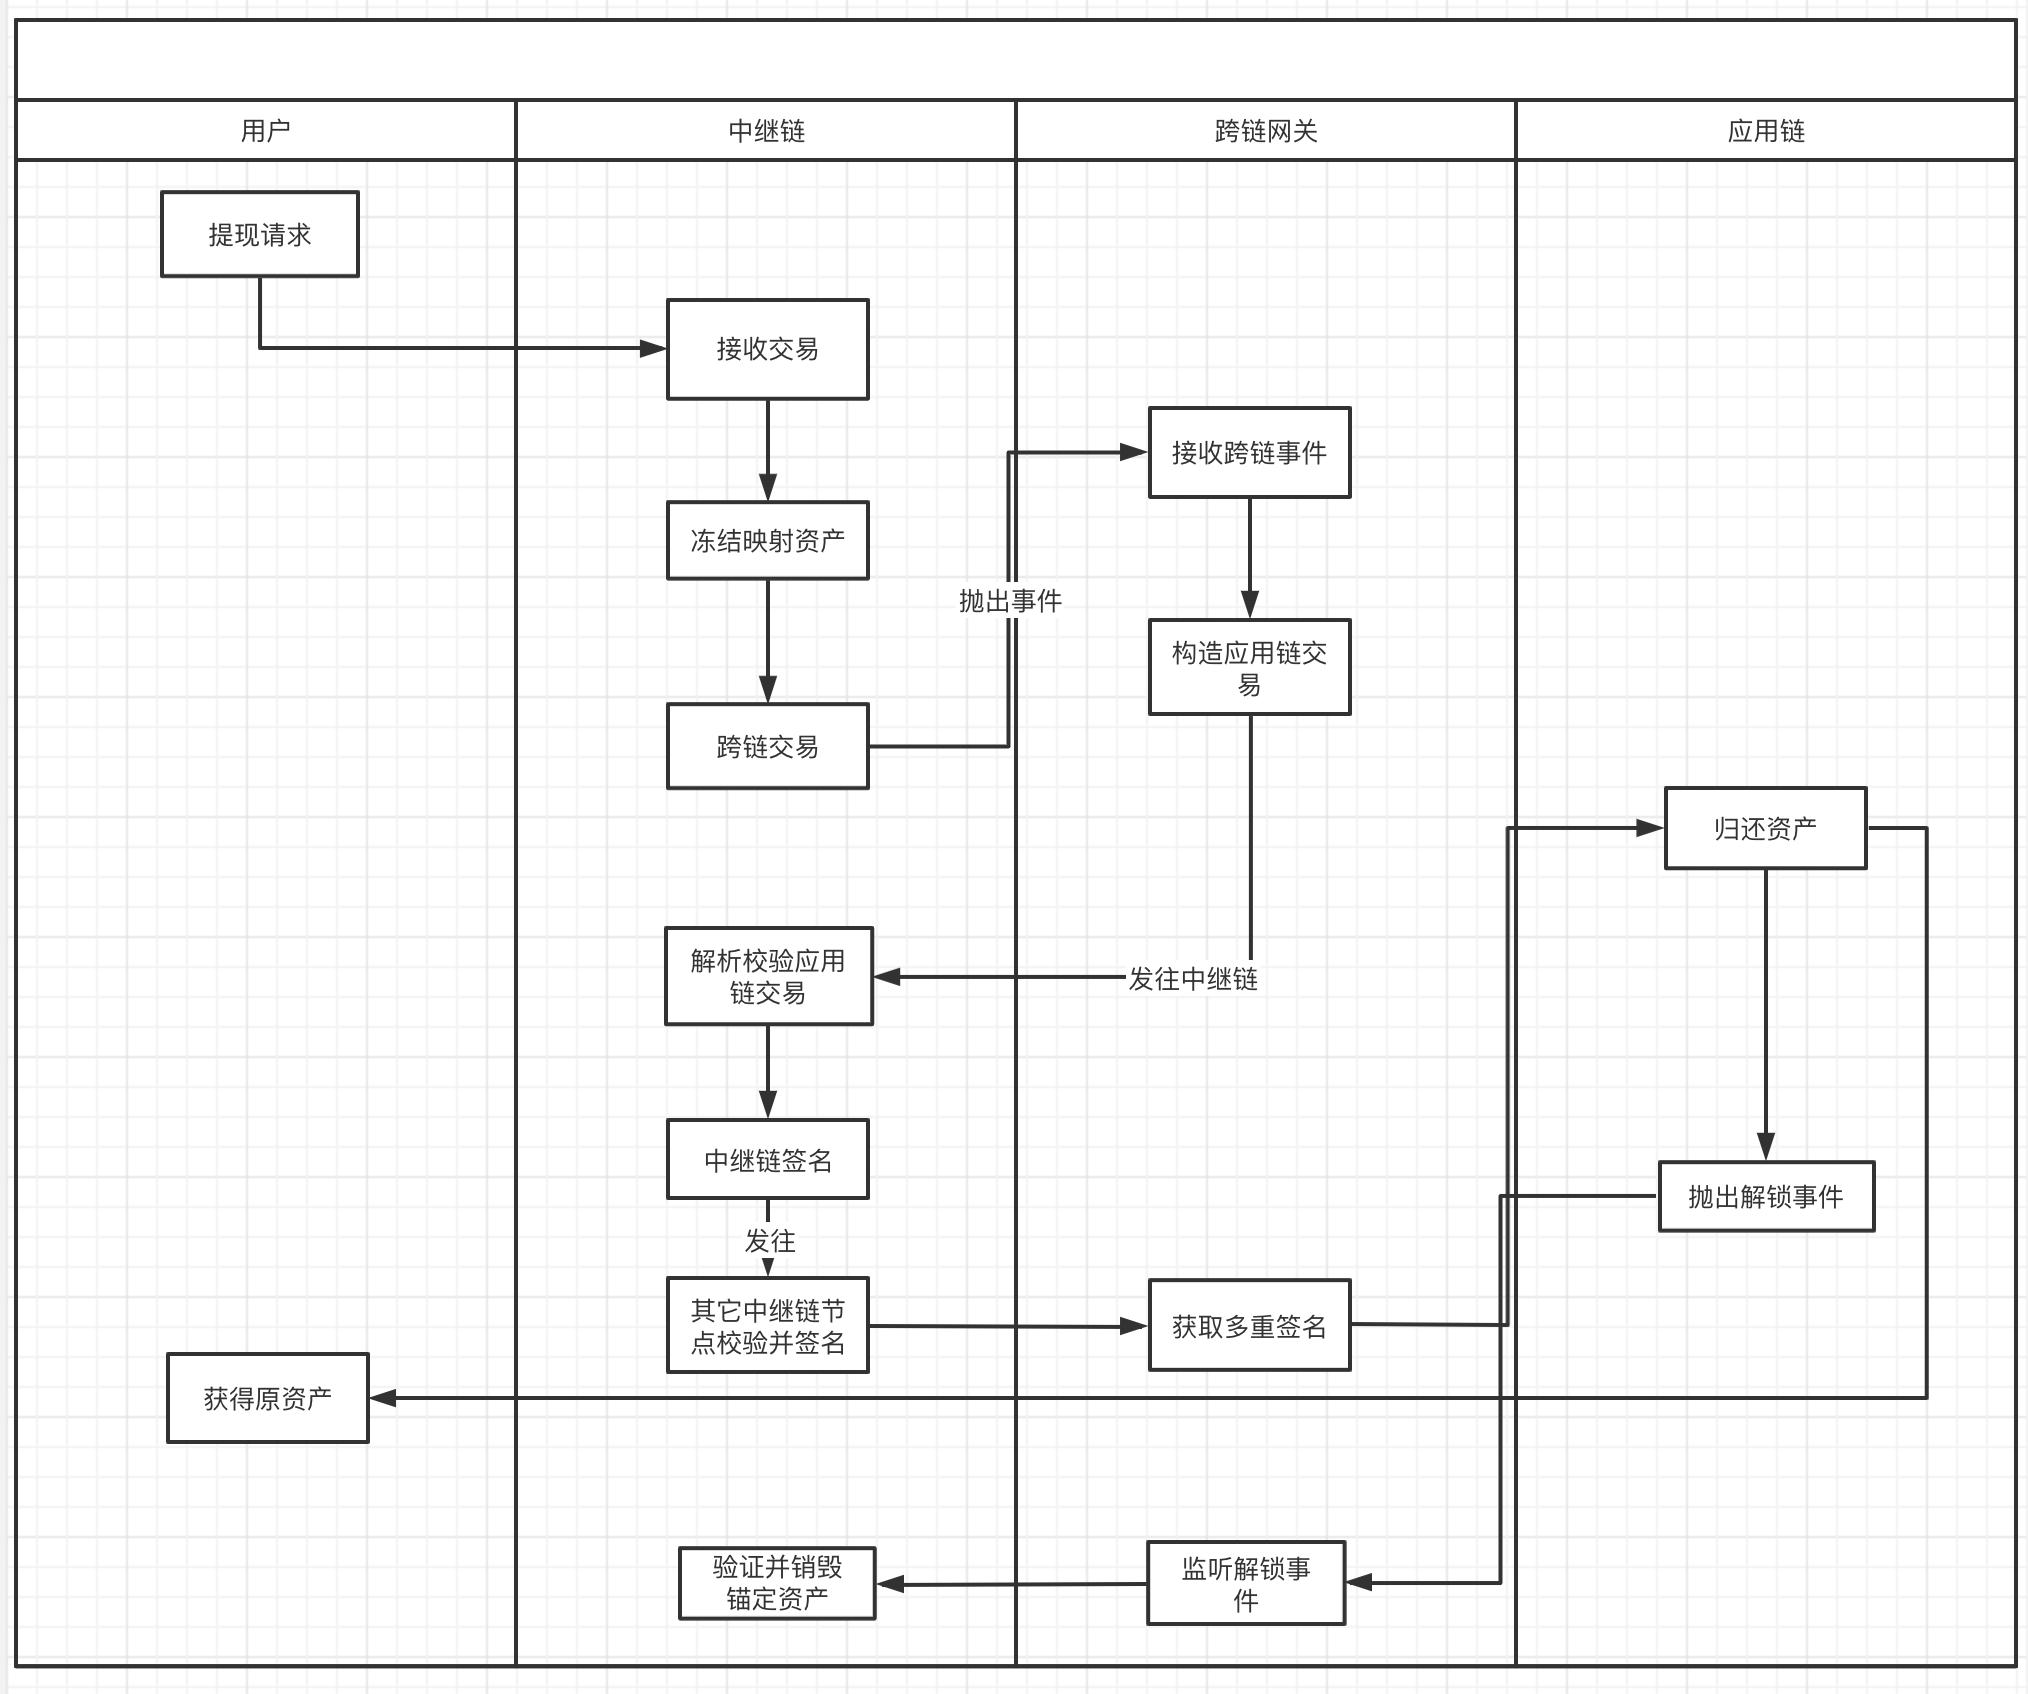 用户
中继链
跨链网关
应用链
提现请求
接收交易
接收跨链事件
冻结映射资产
抛出事件
构造应用链交
易
跨链交易
归还资产
解析校验应用
链交易
发往中继链
中继链签名
抛出解锁事件
发往
其它中继链节
点校验并签名
获取多重签名
获得原资产
验证并销毁
锚定资产
监听解锁事
件